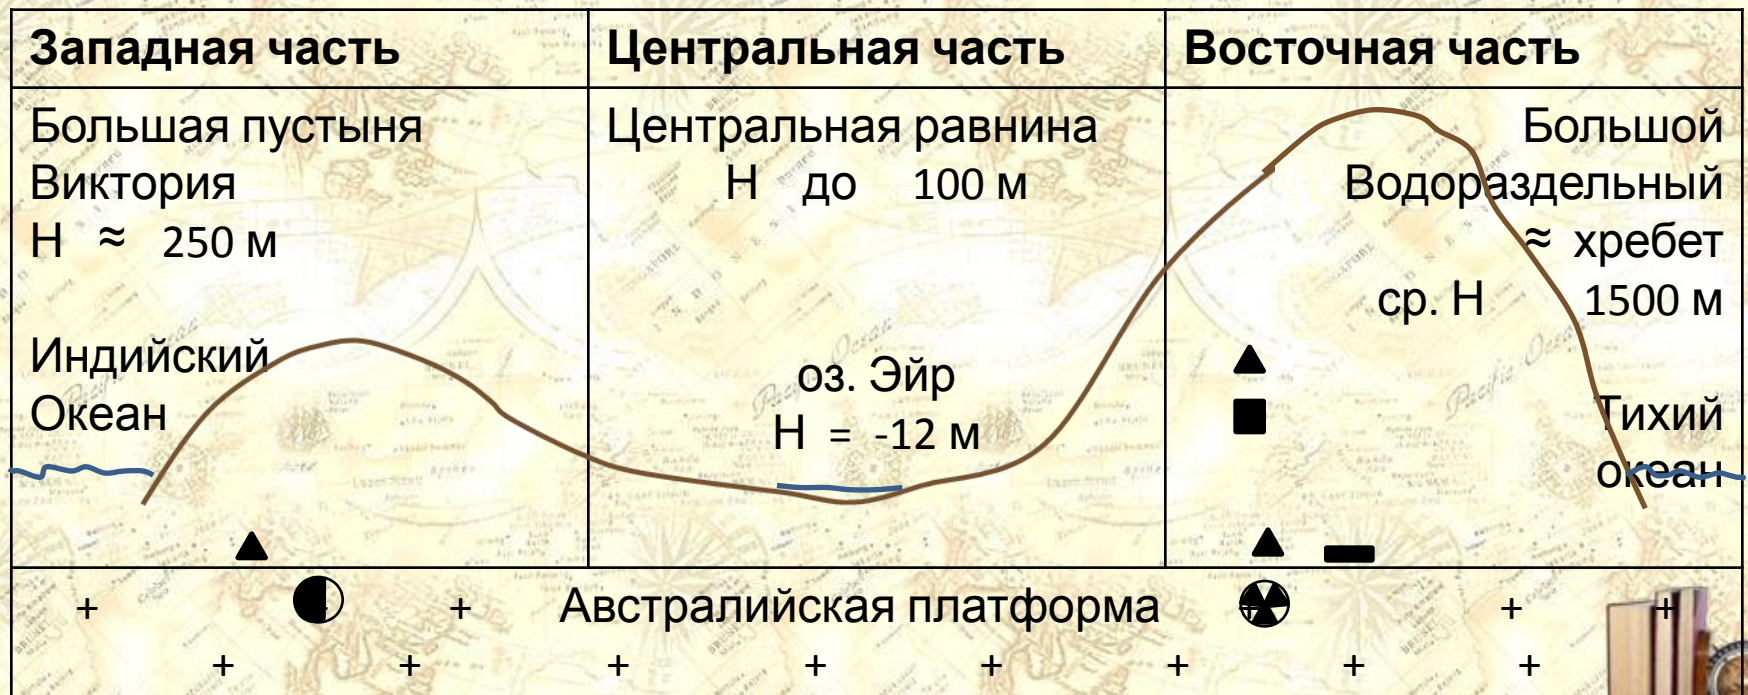 Западная часть
Центральная часть
Восточная часть
Большая пустыня
Виктория
Н ≈ 250 м
Индийский
Океан
Центральная равнина
Н до 100 м
оз. Эйр
Н = -12 м
Большой
Водораздельный
≈ хребет
ср. Н 1500 м
Тихий
океан
+ + Австралийская платформа + + +
+ + + + + + + +